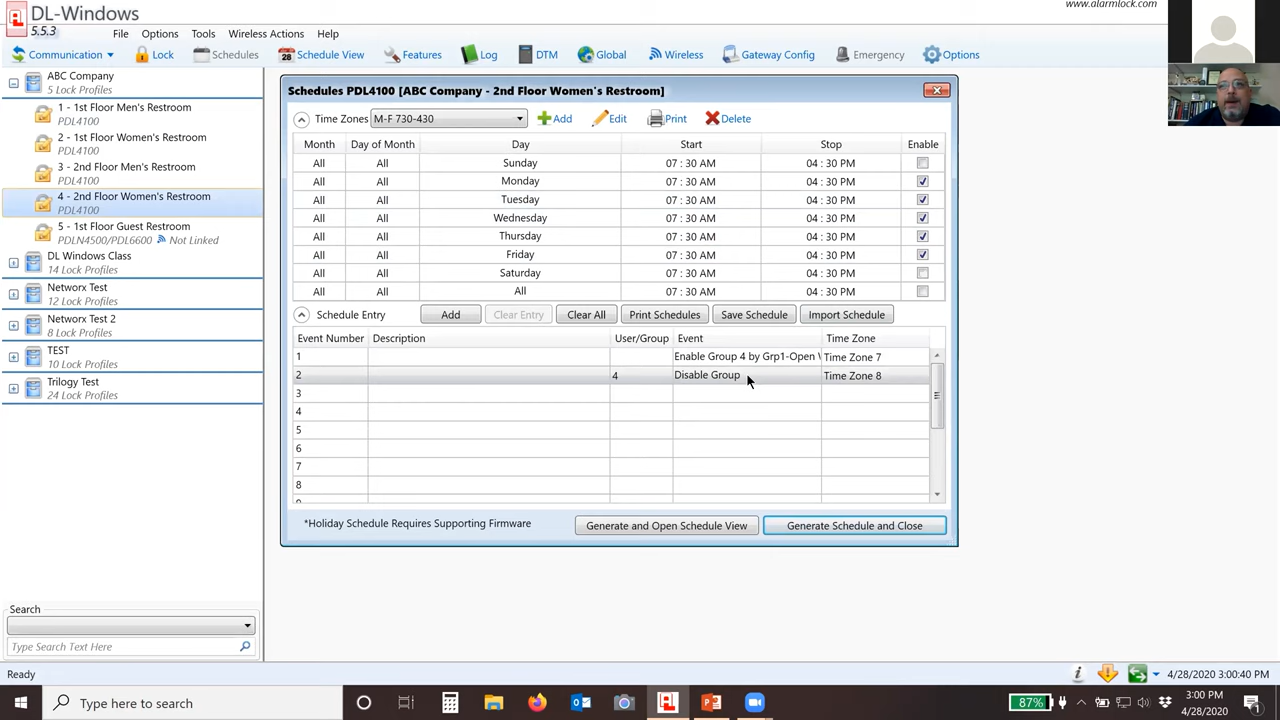 DL-Windows
5.5.3
www.alarmlock.com
File Options Tools Wireless Actions Help
Communication Lock Schedules 28 Schedule View Features Log DTM Global Wireless Gateway Config Emergency Options
ABC Company
5 Lock Profiles
1 - 1st Floor Men's Restroom
PDL4100
2 - 1st Floor Women's Restroom
PDL4100
3 - 2nd Floor Men's Restroom
PDL4100
4 - 2nd Floor Women's Restroom
PDL4100
5 - 1st Floor Guest Restroom
PDLN4500/PDL6600 Not Linked
DL Windows Class
14 Lock Profiles
Networx Test
12 Lock Profiles
Networx Test 2
8 Lock Profiles
TEST
10 Lock Profiles
Trilogy Test
24 Lock Profiles
Search
Type Search Text Here
Schedules PDL4100 [ABC Company - 2nd Floor Women's Restroom]
Time Zones M-F 730-430 Add Edit Print Delete
Month Day of Month Day Start Stop Enable
All All Sunday 07 : 30 AM 04 : 30 PM
All All Monday 07 : 30 AM 04 : 30 PM
All All Tuesday 07 : 30 AM 04 : 30 PM
All All Wednesday 07 : 30 AM 04 : 30 PM
All All Thursday 07 : 30 AM 04 : 30 PM
All All Friday 07 : 30 AM 04 : 30 PM
All All Saturday 07 : 30 AM 04 : 30 PM
All All All 07 : 30 AM 04 : 30 PM
Schedule Entry Add Clear Entry Clear All Print Schedules Save Schedule Import Schedule
Event Number Description User/Group Event Time Zone
1 Enable Group 4 by Grp1-Open Time Zone 7
2 4 Disable Group Time Zone 8
3
4
5
6
7
8
*Holiday Schedule Requires Supporting Firmware Generate and Open Schedule View Generate Schedule and Close
Ready 4/28/2020 3:00:40 PM
Type here to search 87% 3:00 PM
4/28/2020 1